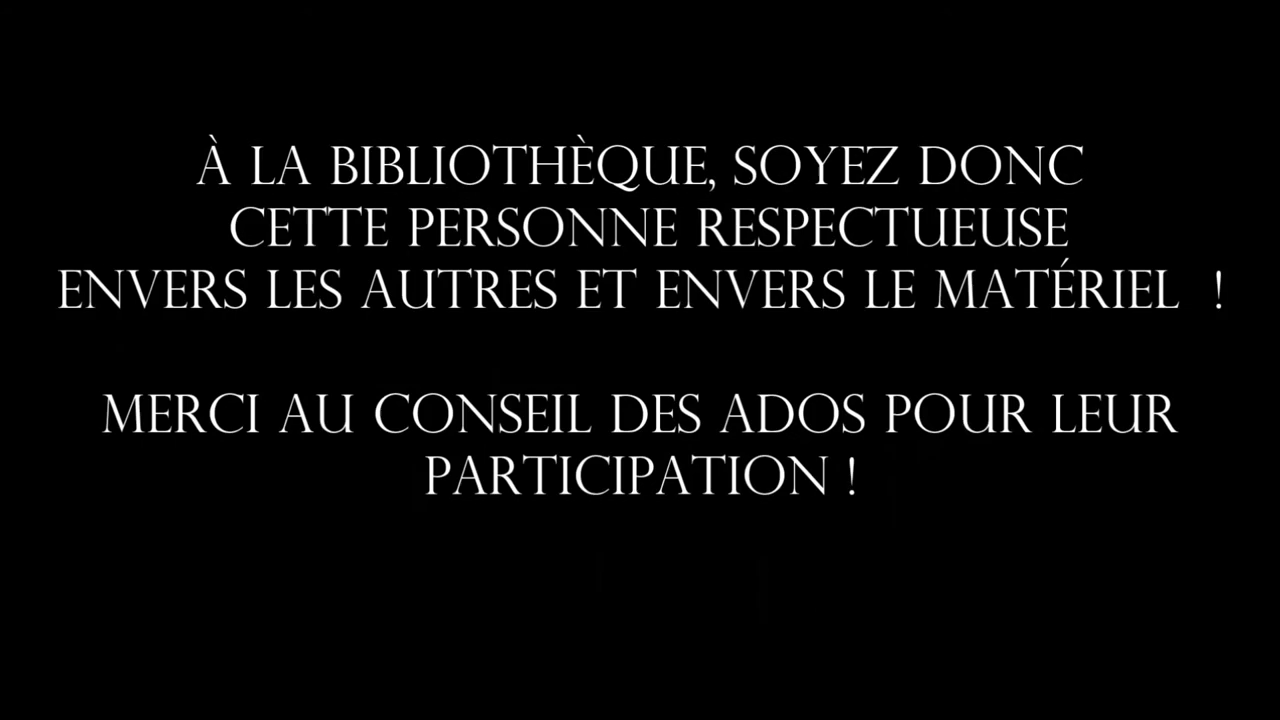 À LA BIBLIOTHÈQUE, SOYEZ DONC
CETTE PERSONNE RESPECTUEUSE
ENVERS LES AUTRES ET ENVERS LE MATÉRIEL !
MERCI AU CONSEIL DES ADOS POUR LEUR
PARTICIPATION !